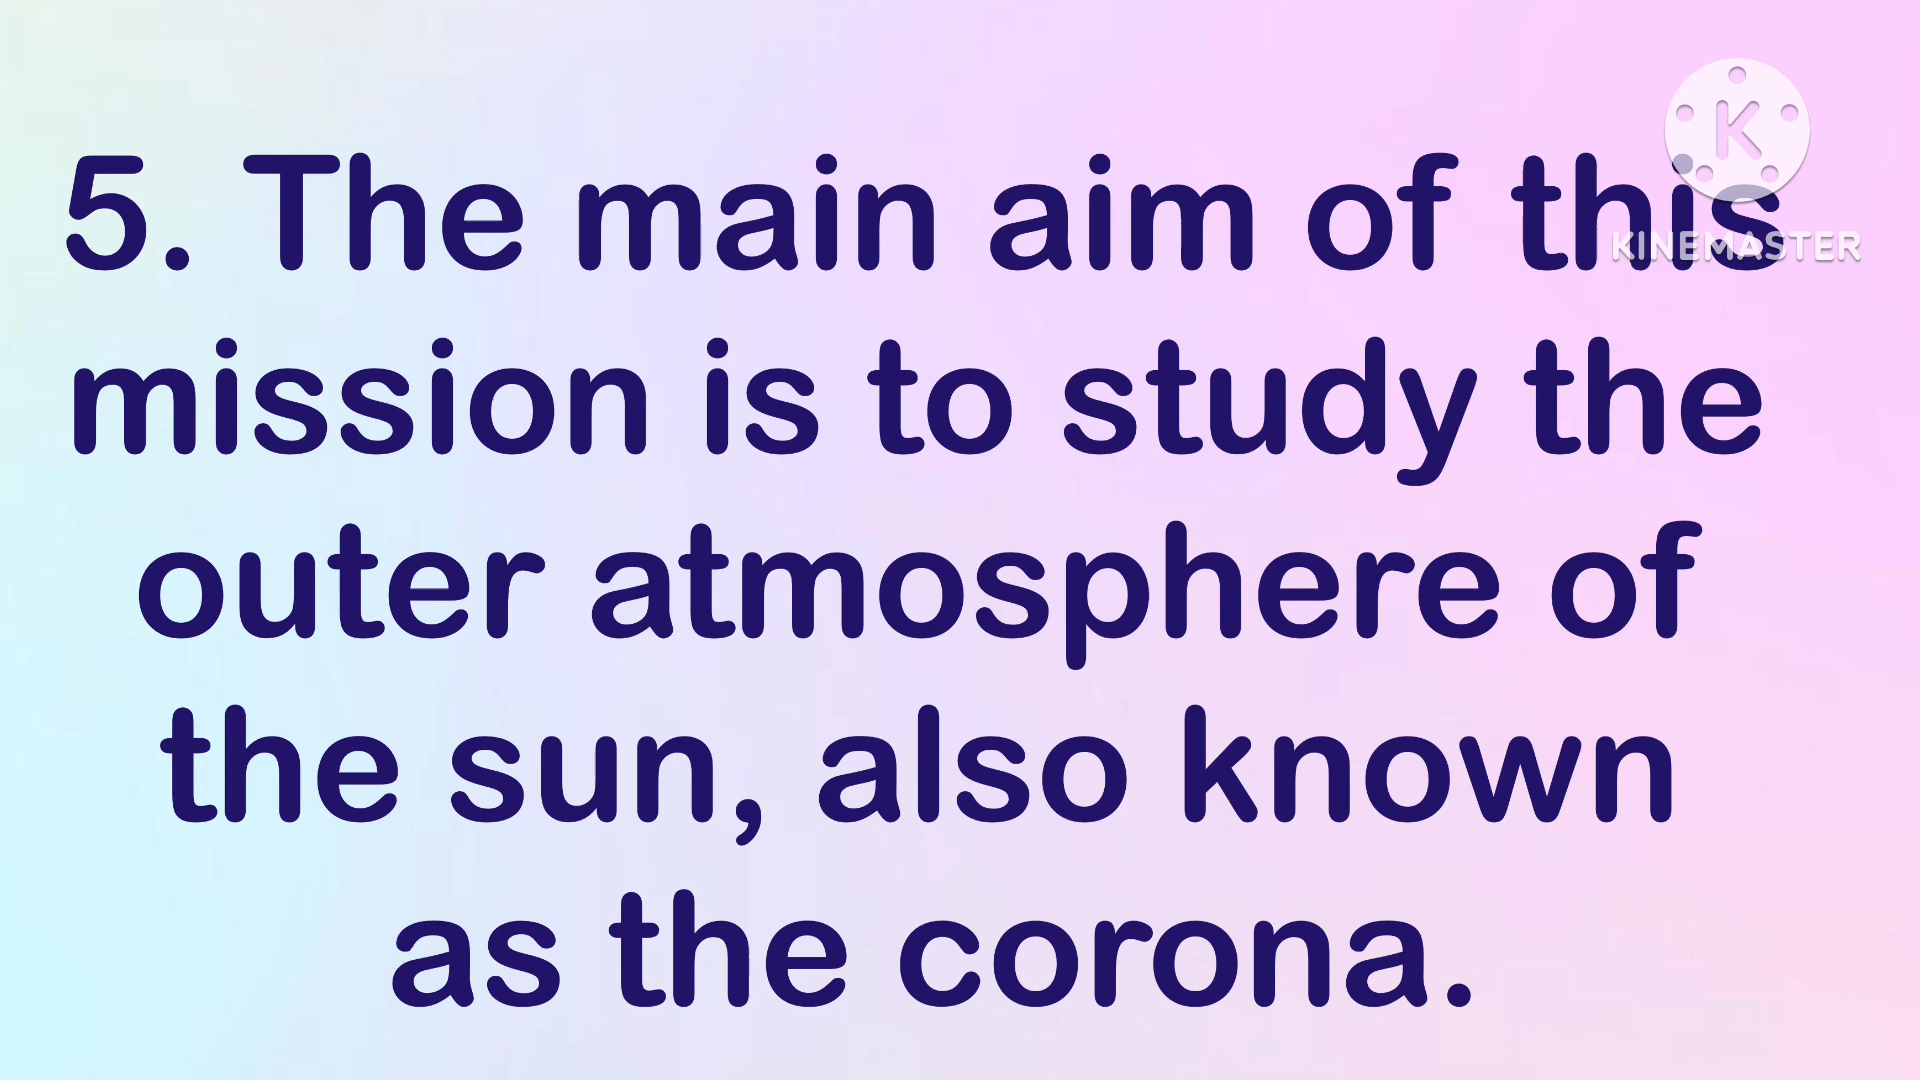 5. The main aim of this
mission is to study the
outer atmosphere of
the sun, also known
as the corona.
K
KINEMASTER